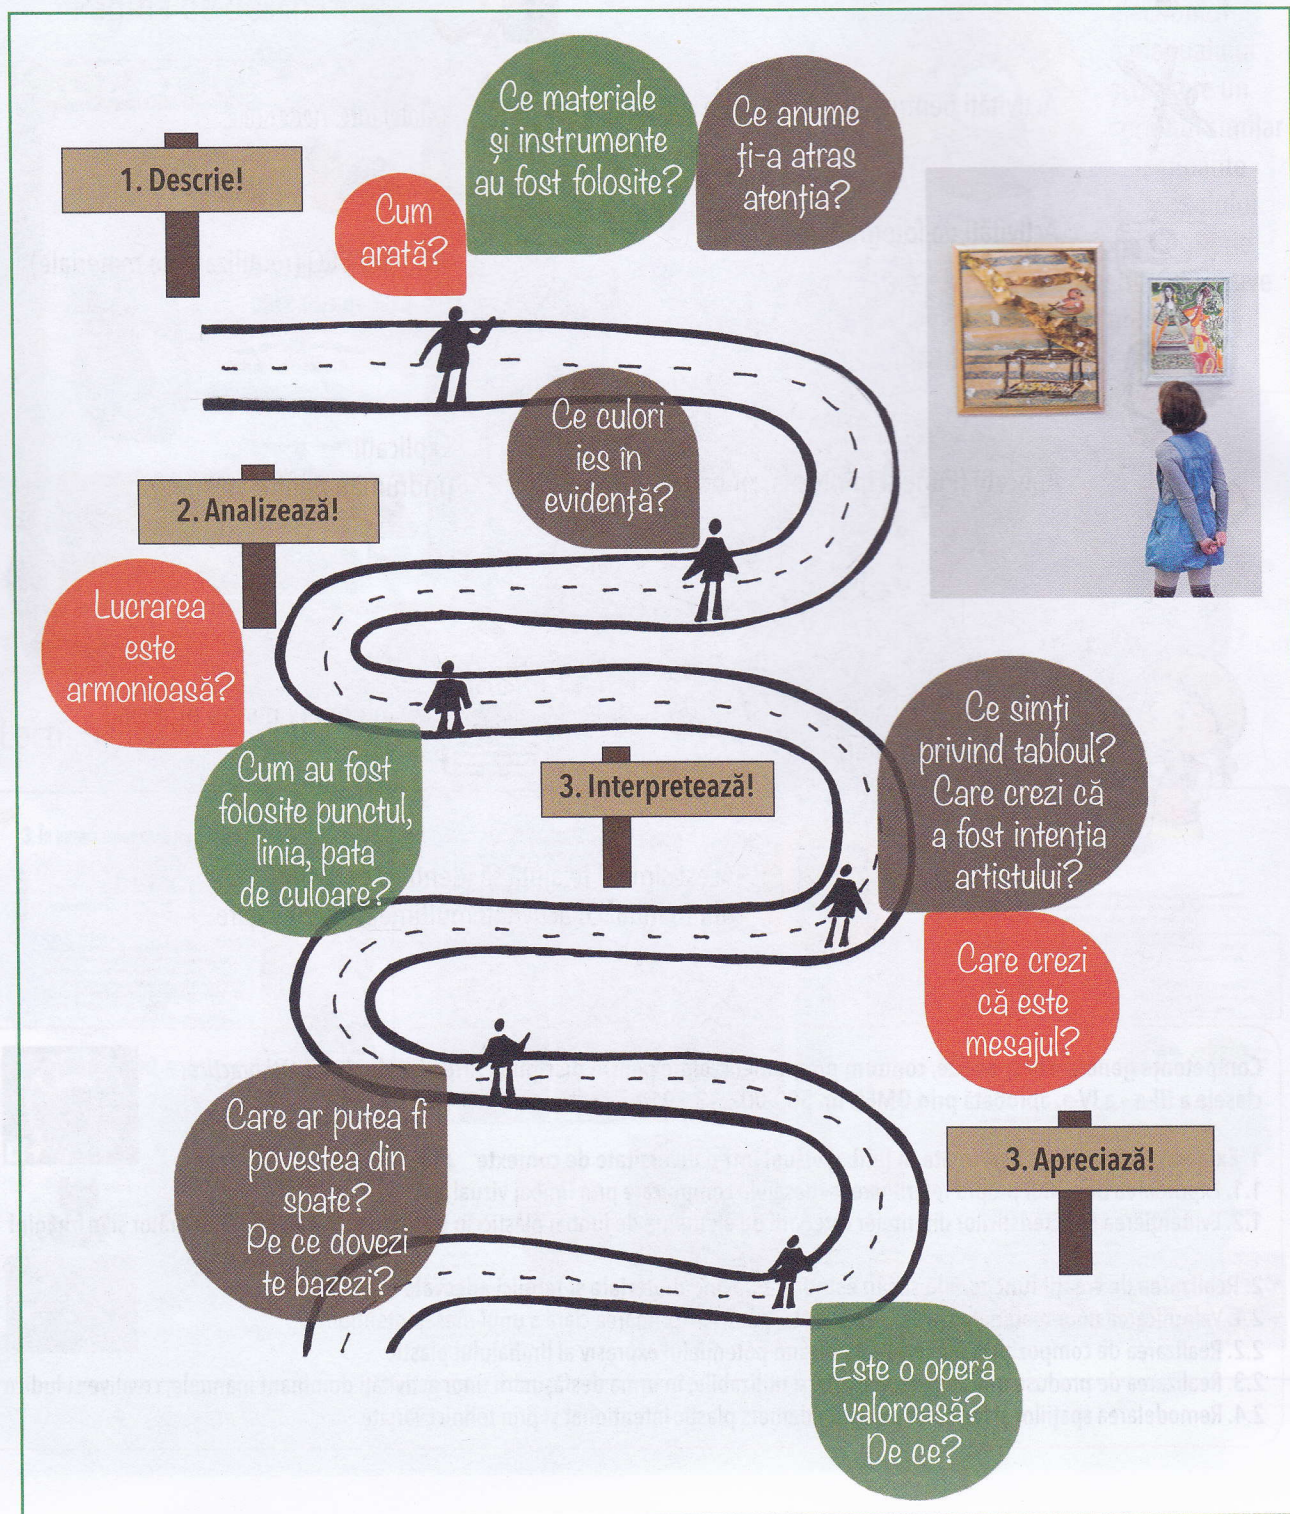 1. Descrie!
Cum
arată?
Ce materiale
și instrumente
au fost folosite?
Ce anume
ți-a atras
atenția?
Ce culori
ies în
evidență?
2. Analizează!
Lucrarea
este
armonioasă?
Cum au fost
folosite punctul,
linia, pata
de culoare?
3. Interpretează!
Ce simți
privind tabloul?
Care crezi că
a fost intenția
artistului?
Care crezi
că este
mesajul?
Care ar putea fi
povestea din
spate?
Pe ce dovezi
te bazezi?
3. Apreciază!
Este o operă
valoroasă?
De ce?